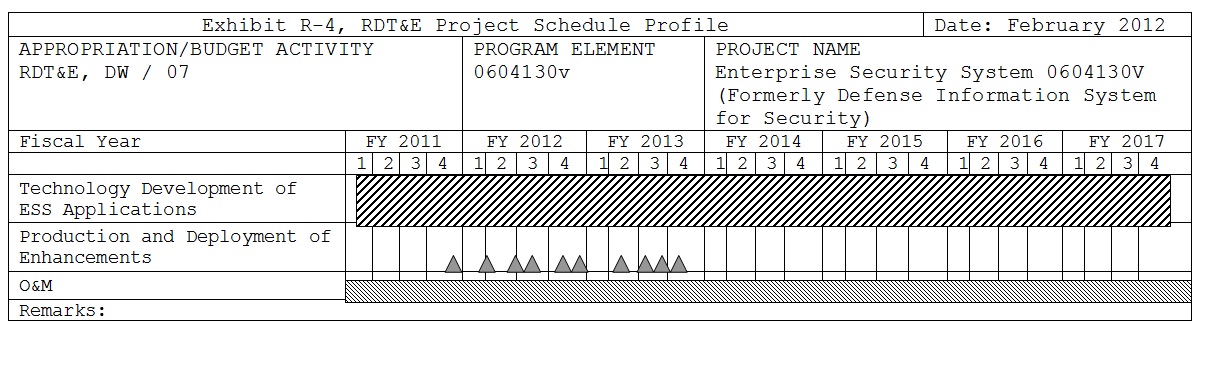 Exhibit R-4, RDT&E Project Schedule Profile Date: February 2012
APPROPRIATION/BUDGET ACTIVITY PROGRAM ELEMENT PROJECT NAME
RDT&E, DW / 07 0604130v Enterprise Security System 0604130V
(Formerly Defense Information System
for Security)
Fiscal Year FY 2011 FY 2012 FY 2013 FY 2014 FY 2015 FY 2016 FY 2017
1 2 3 4 1 2 3 4 1 2 3 4 1 2 3 4 1 2 3 4 1 2 3 4 1 2 3 4
Technology Development of
ESS Applications
Production and Deployment of
Enhancements
O&M
Remarks: